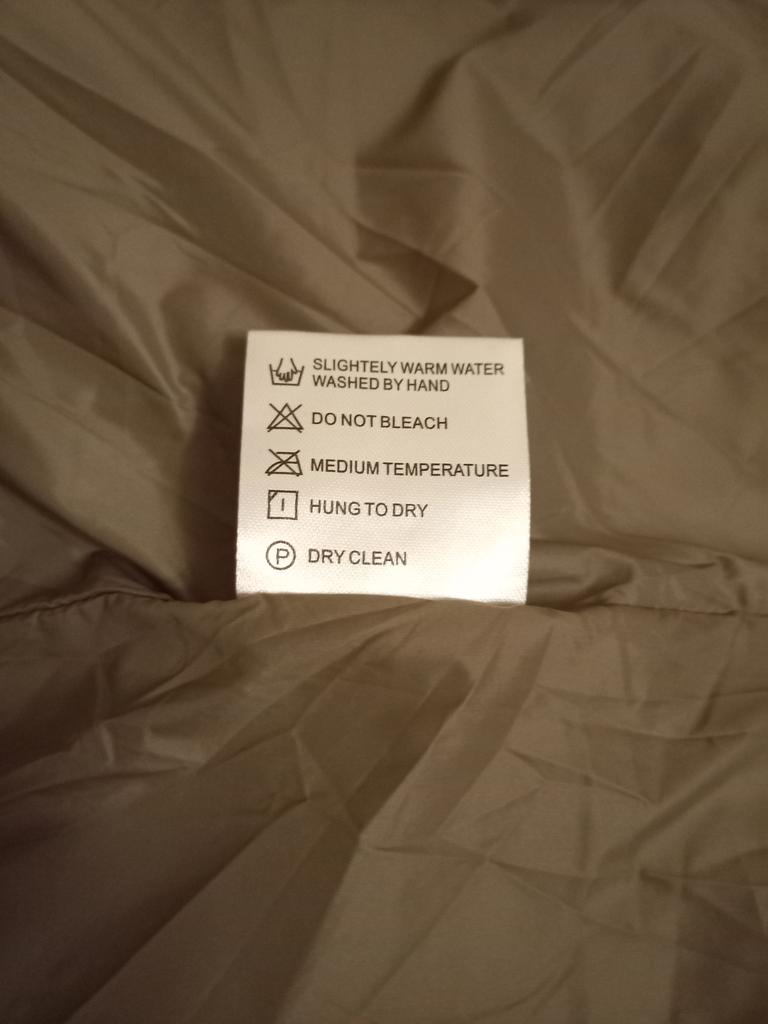 SLIGHTELY WARM WATER
WASHED BY HAND
DO NOT BLEACH
MEDIUM TEMPERATURE
HUNG TO DRY
P DRY CLEAN